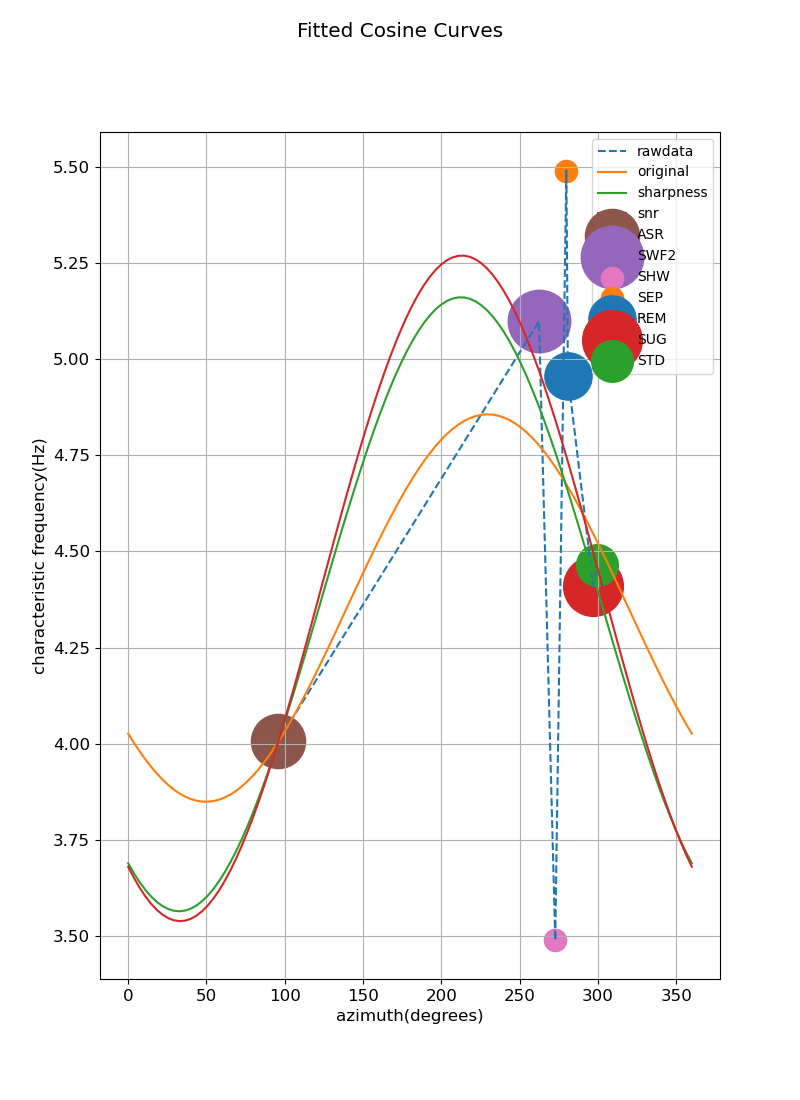 Fitted Cosine Curves
rawdata
original
sharpness
snr
ASR
SWF2
SHW
SEP
REM
SUG
STD
characteristic frequency(Hz)
5.50
5.25
5.00
4.75
4.50
4.25
4.00
3.75
3.50
0 50 100 150 200 250 300 350
azimuth(degrees)